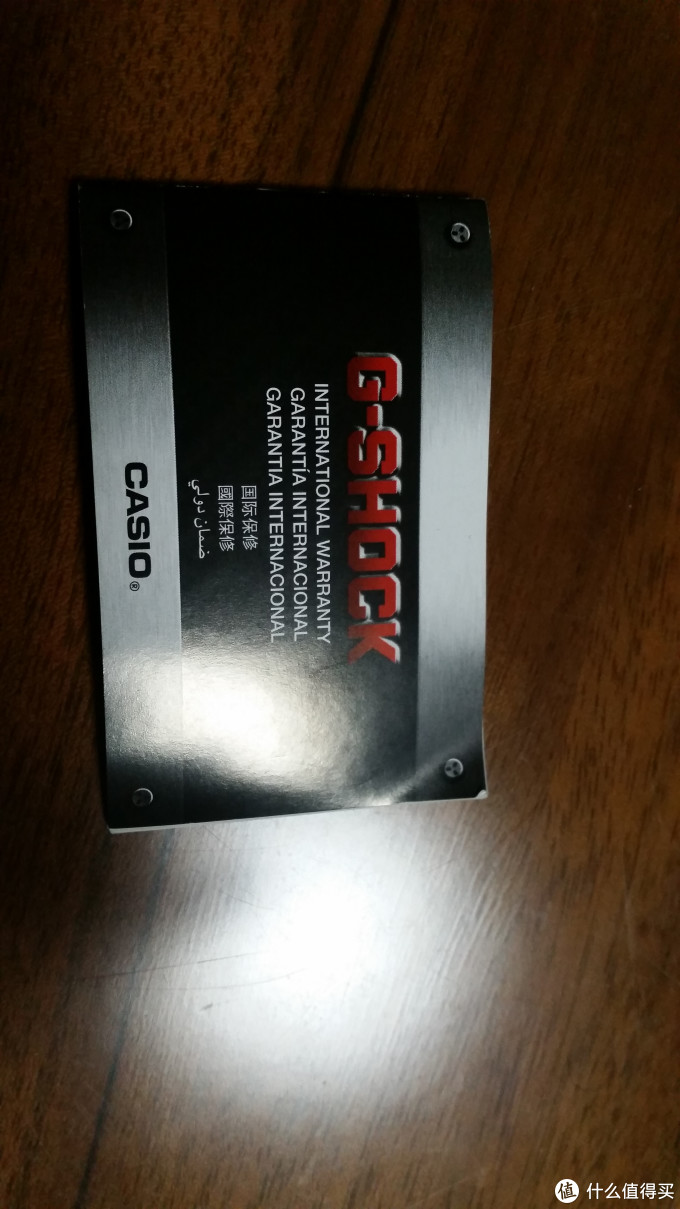 G-SHOCK
INTERNATIONAL WARRANTY
GARANTÍA INTERNACIONAL
GARANTIA INTERNACIONAL
国际保修
國際保修
ضمان دولي
CASIO®
值 什么值得买